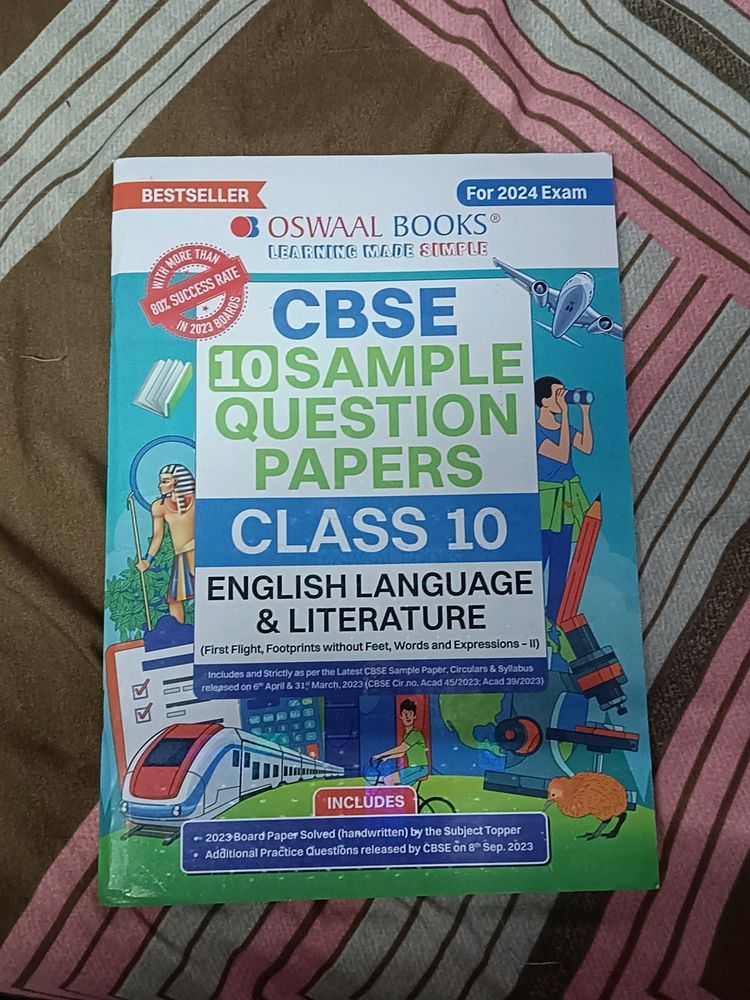 BESTSELLER
For 2024 Exam
OSWAAL BOOKS®
LEARNING MADE SIMPLE
WITH MORE THAN
80% SUCCESS RATE
IN 2023 BOARDS
CBSE
10 SAMPLE
QUESTION
PAPERS
CLASS 10
ENGLISH LANGUAGE
& LITERATURE
(First Flight, Footprints without Feet, Words and Expressions – II)
Includes and Strictly as per the Latest CBSE Sample Paper, Circulars & Syllabus
released on 6th April & 31st March, 2023 (CBSE Cir.no. Acad 45/2023; Acad 39/2023)
INCLUDES
• 2023 Board Paper Solved (handwritten) by the Subject Topper
• Additional Practice Questions released by CBSE on 8th Sep. 2023